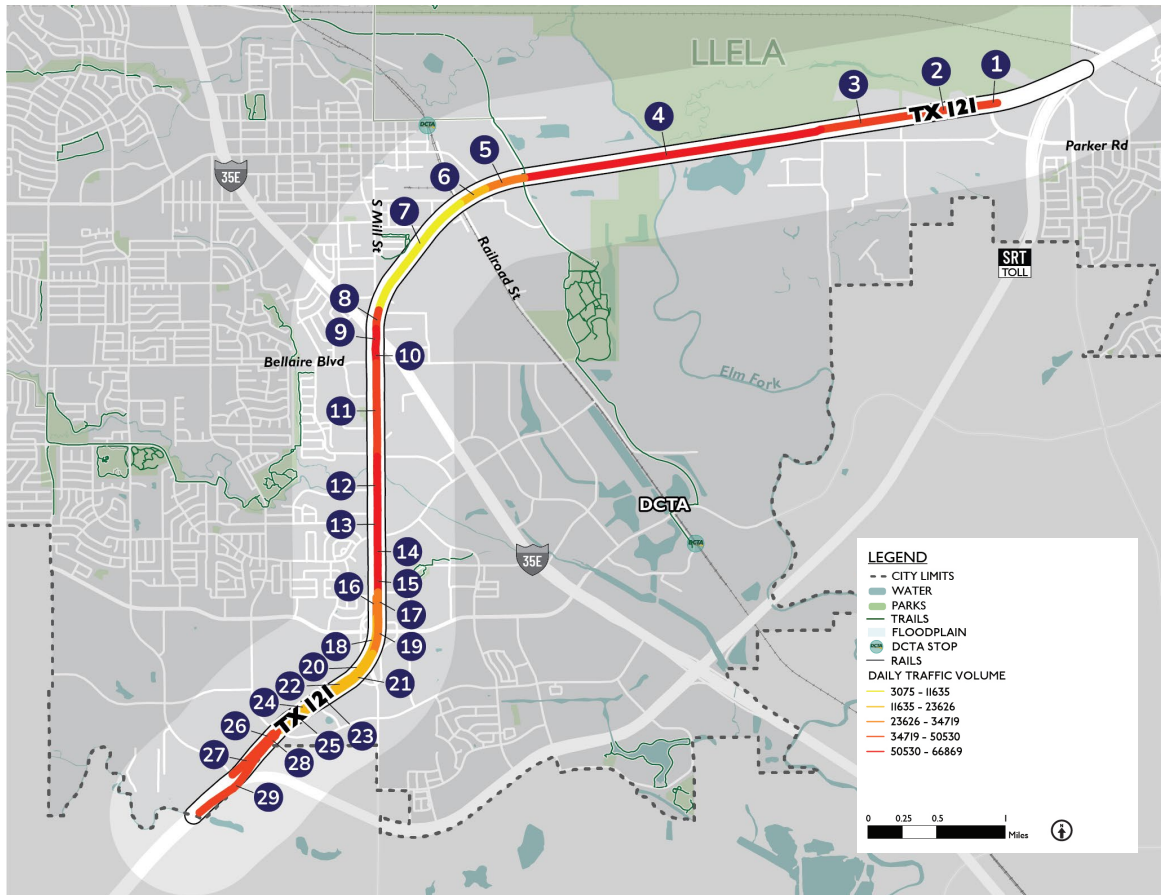 LLELA
1
2
3
TX 121
4
Parker Rd
DCTA
5
35E
6
S Mill St
7
Railroad St
SRT
TOLL
8
9
10
Bellaire Blvd
Elm Fork
11
12
DCTA
13
14
35E
DCTA
15
16
17
18
19
20
21
22
24
TX 121
23
25
26
27
28
29
LEGEND
CITY LIMITS
WATER
PARKS
TRAILS
FLOODPLAIN
DCTA DCTA STOP
RAILS
DAILY TRAFFIC VOLUME
3075 - 11635
11635 - 23626
23626 - 34719
34719 - 50530
50530 - 66869
0 0.25 0.5 1
Miles
N